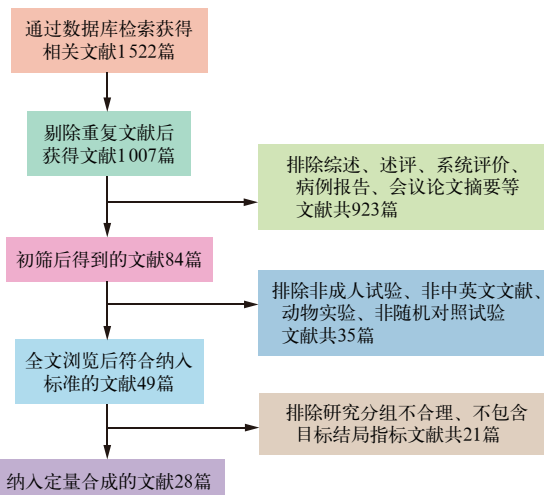 通过数据库检索获得
相关文献1 522篇
剔除重复文献后
获得文献1 007篇
排除综述、述评、系统评价、
病例报告、会议论文摘要等
文献共923篇
初筛后得到的文献84篇
排除非成人试验、非中英文文献、
动物实验、非随机对照试验
文献共35篇
全文浏览后符合纳入
标准的文献49篇
排除研究分组不合理、不包含
目标结局指标文献共21篇
纳入定量合成的文献28篇